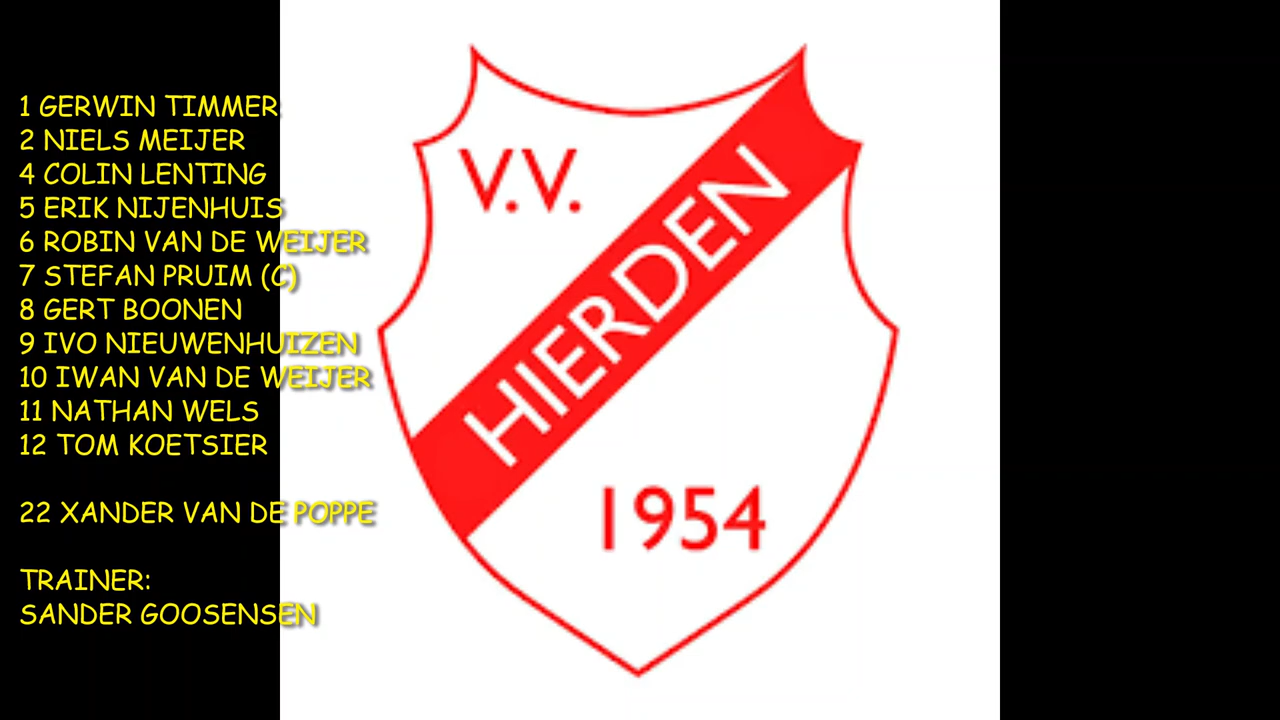 1 GERWIN TIMMER
2 NIELS MEIJER
4 COLIN LENTING
5 ERIK NIJENHUIS
6 ROBIN VAN DE WEIJER
7 STEFAN PRUIM (C)
8 GERT BOONEN
9 IVO NIEUWENHUIZEN
10 IWAN VAN DE WEIJER
11 NATHAN WELS
12 TOM KOETSIER
22 XANDER VAN DE POPPE
TRAINER:
SANDER GOOSENSEN
V.V.
HIERDEN
1954